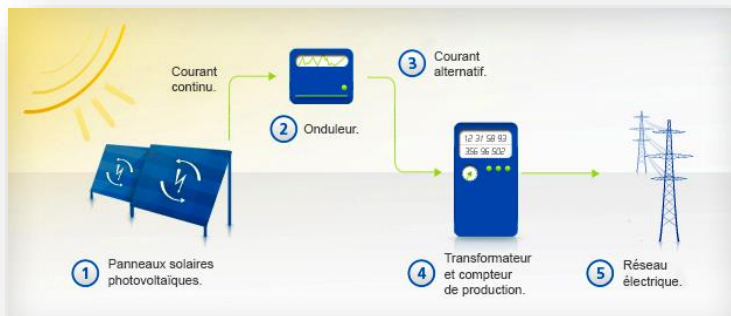 Courant
continu.
2 Onduleur.
3 Courant
alternatif.
12 31 58 93
356 96 502
1 Panneaux solaires
photovoltaïques.
4 Transformateur
et compteur
de production.
5 Réseau
électrique.